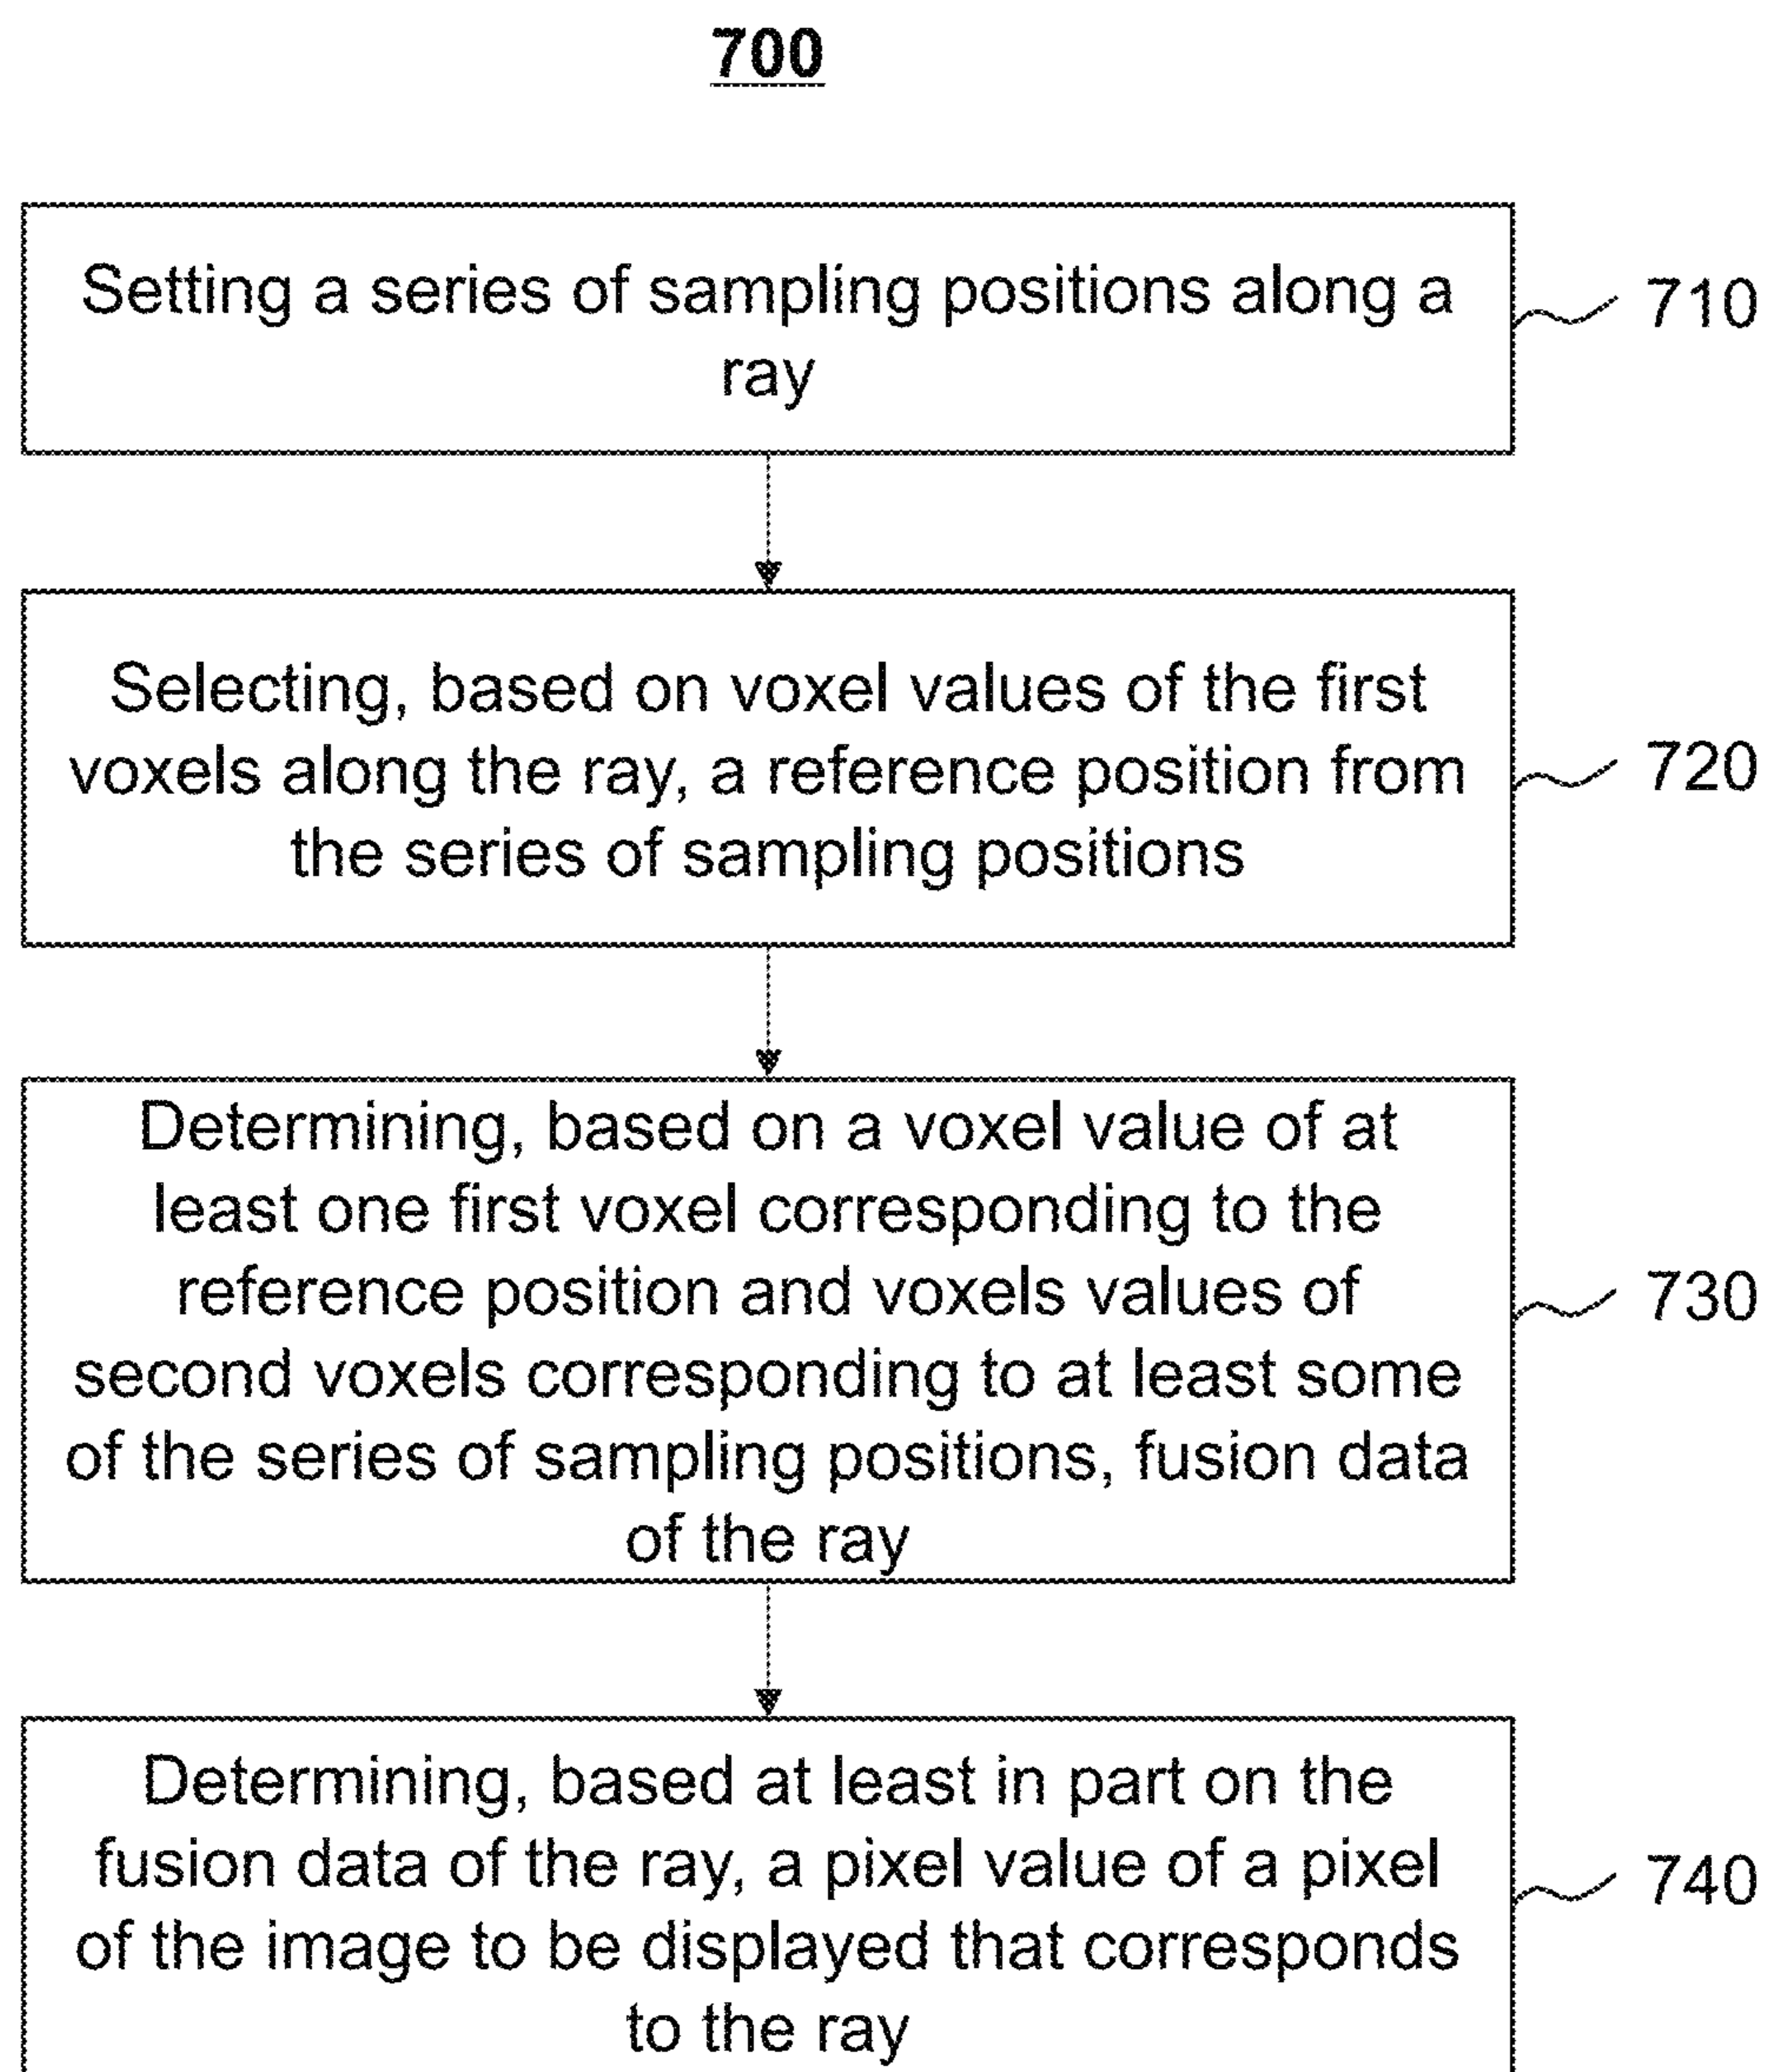 700
Setting a series of sampling positions along a
ray
710
Selecting, based on voxel values of the first
voxels along the ray, a reference position from
the series of sampling positions
720
Determining, based on a voxel value of at
least one first voxel corresponding to the
reference position and voxels values of
second voxels corresponding to at least some
of the series of sampling positions, fusion data
of the ray
730
Determining, based at least in part on the
fusion data of the ray, a pixel value of a pixel
of the image to be displayed that corresponds
to the ray
740